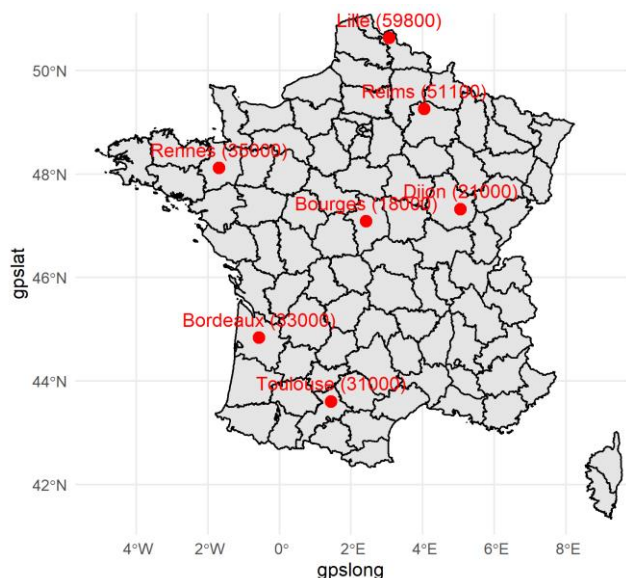 Lille (59800)
50°N
Reims (51100)
Rennes (35000)
48°N
Dijon (21000)
Bourges (18000)
gpslat
46°N
Bordeaux (33000)
44°N
Toulouse (31000)
42°N
4°W
2°W
0°
2°E
4°E
6°E
8°E
gpslong